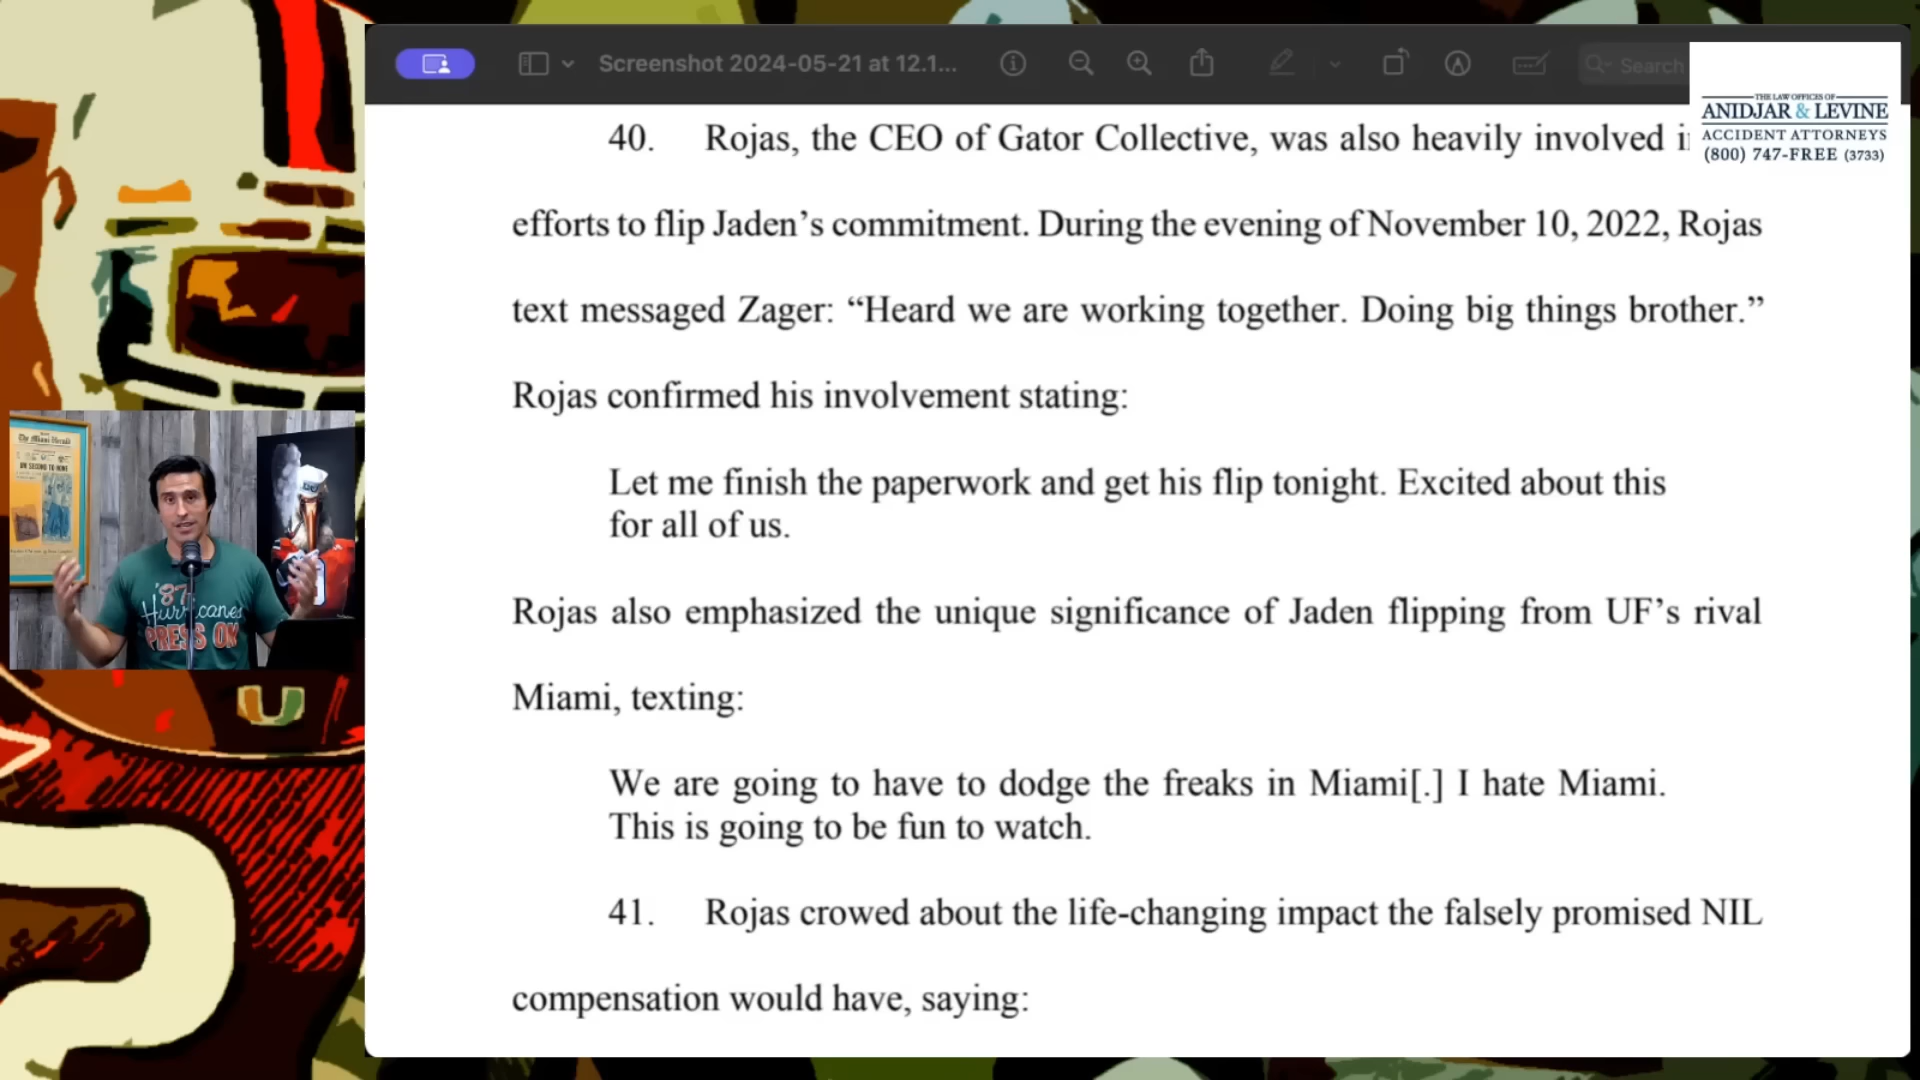 Screenshot 2024-05-21 at 12.1...
Search
THE LAW OFFICES OF
ANIDJAR & LEVINE
ACCIDENT ATTORNEYS
(800) 747-FREE (3733)
40. Rojas, the CEO of Gator Collective, was also heavily involved
efforts to flip Jaden’s commitment. During the evening of November 10, 2022, Rojas
text messaged Zager: “Heard we are working together. Doing big things brother.”
Rojas confirmed his involvement stating:
Let me finish the paperwork and get his flip tonight. Excited about this
for all of us.
Rojas also emphasized the unique significance of Jaden flipping from UF’s rival
Miami, texting:
We are going to have to dodge the freaks in Miami[.] I hate Miami.
This is going to be fun to watch.
41. Rojas crowed about the life-changing impact the falsely promised NIL
compensation would have, saying:
The Miami Herald
UM SECOND TO NONE
'87
Hurricanes
PRESS ON
U